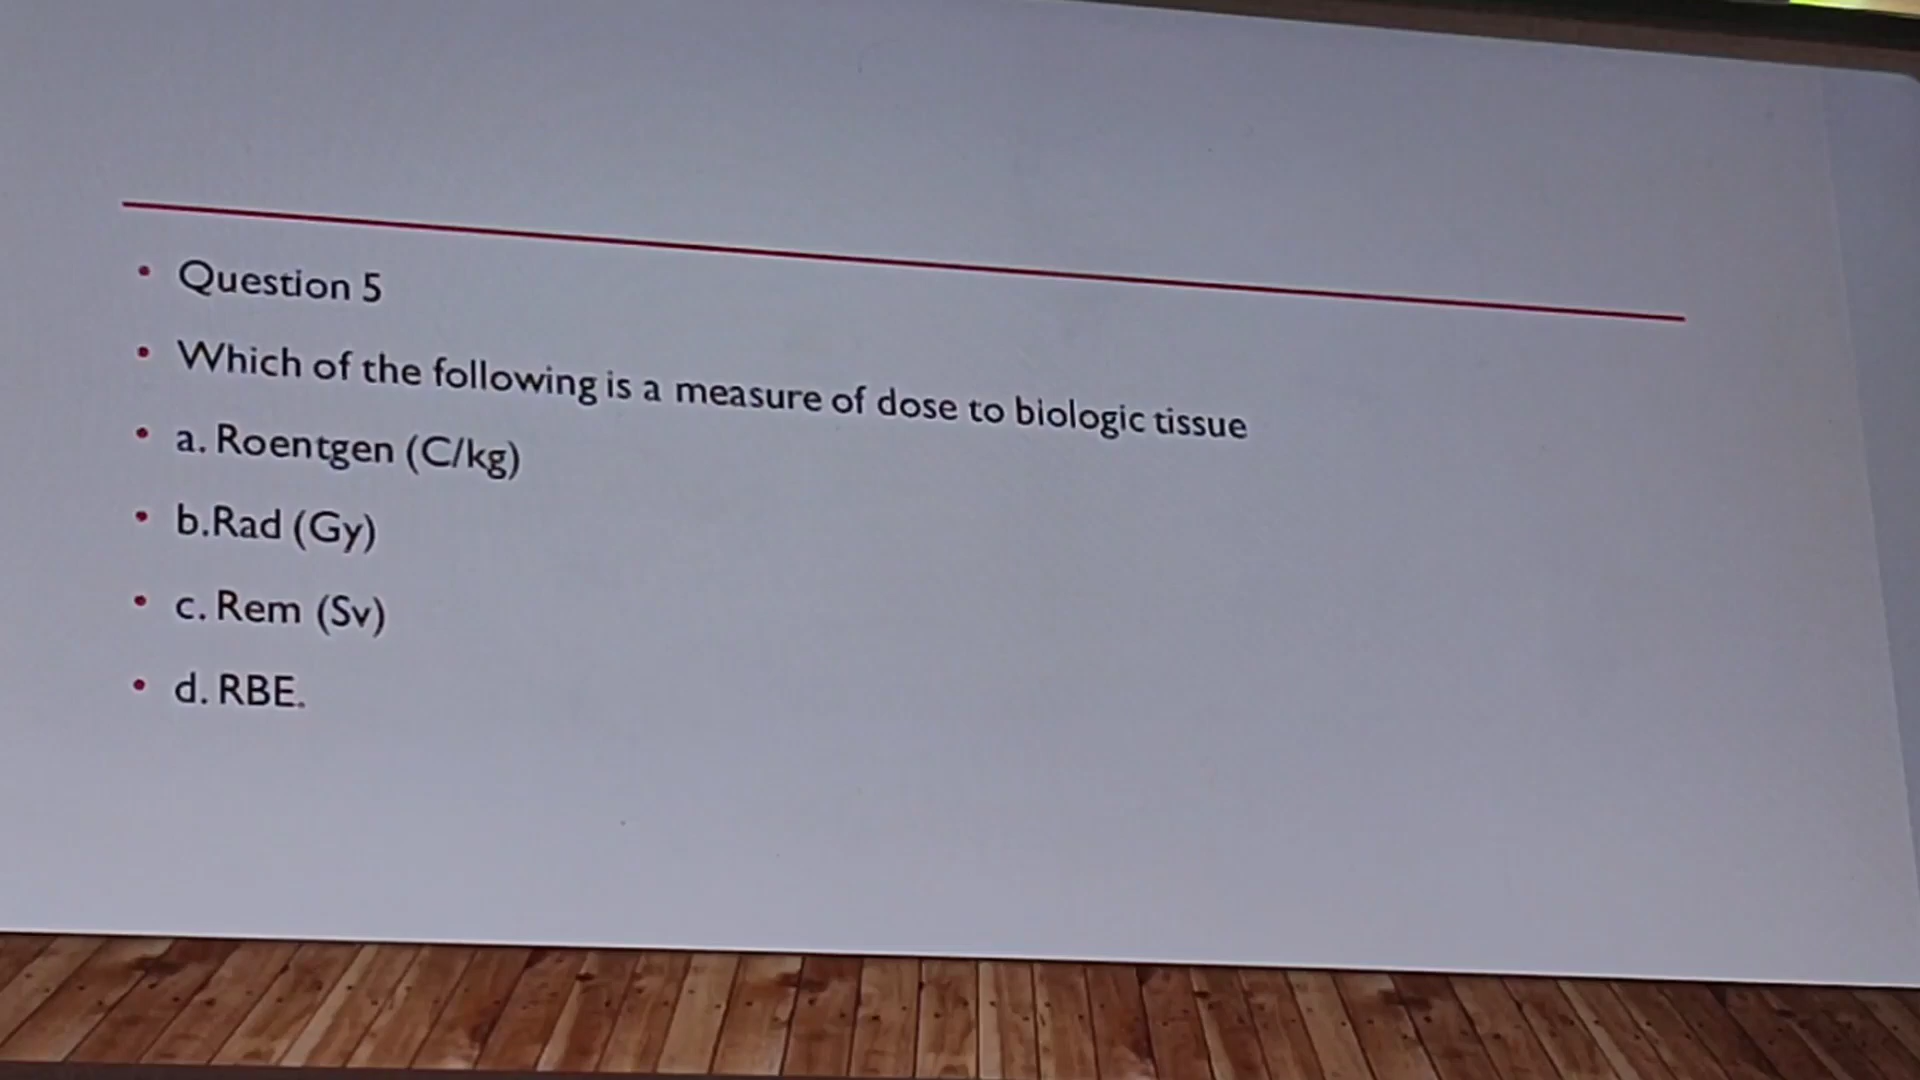 • Question 5
• Which of the following is a measure of dose to biologic tissue
• a. Roentgen (C/kg)
• b.Rad (Gy)
• c. Rem (Sv)
• d. RBE.